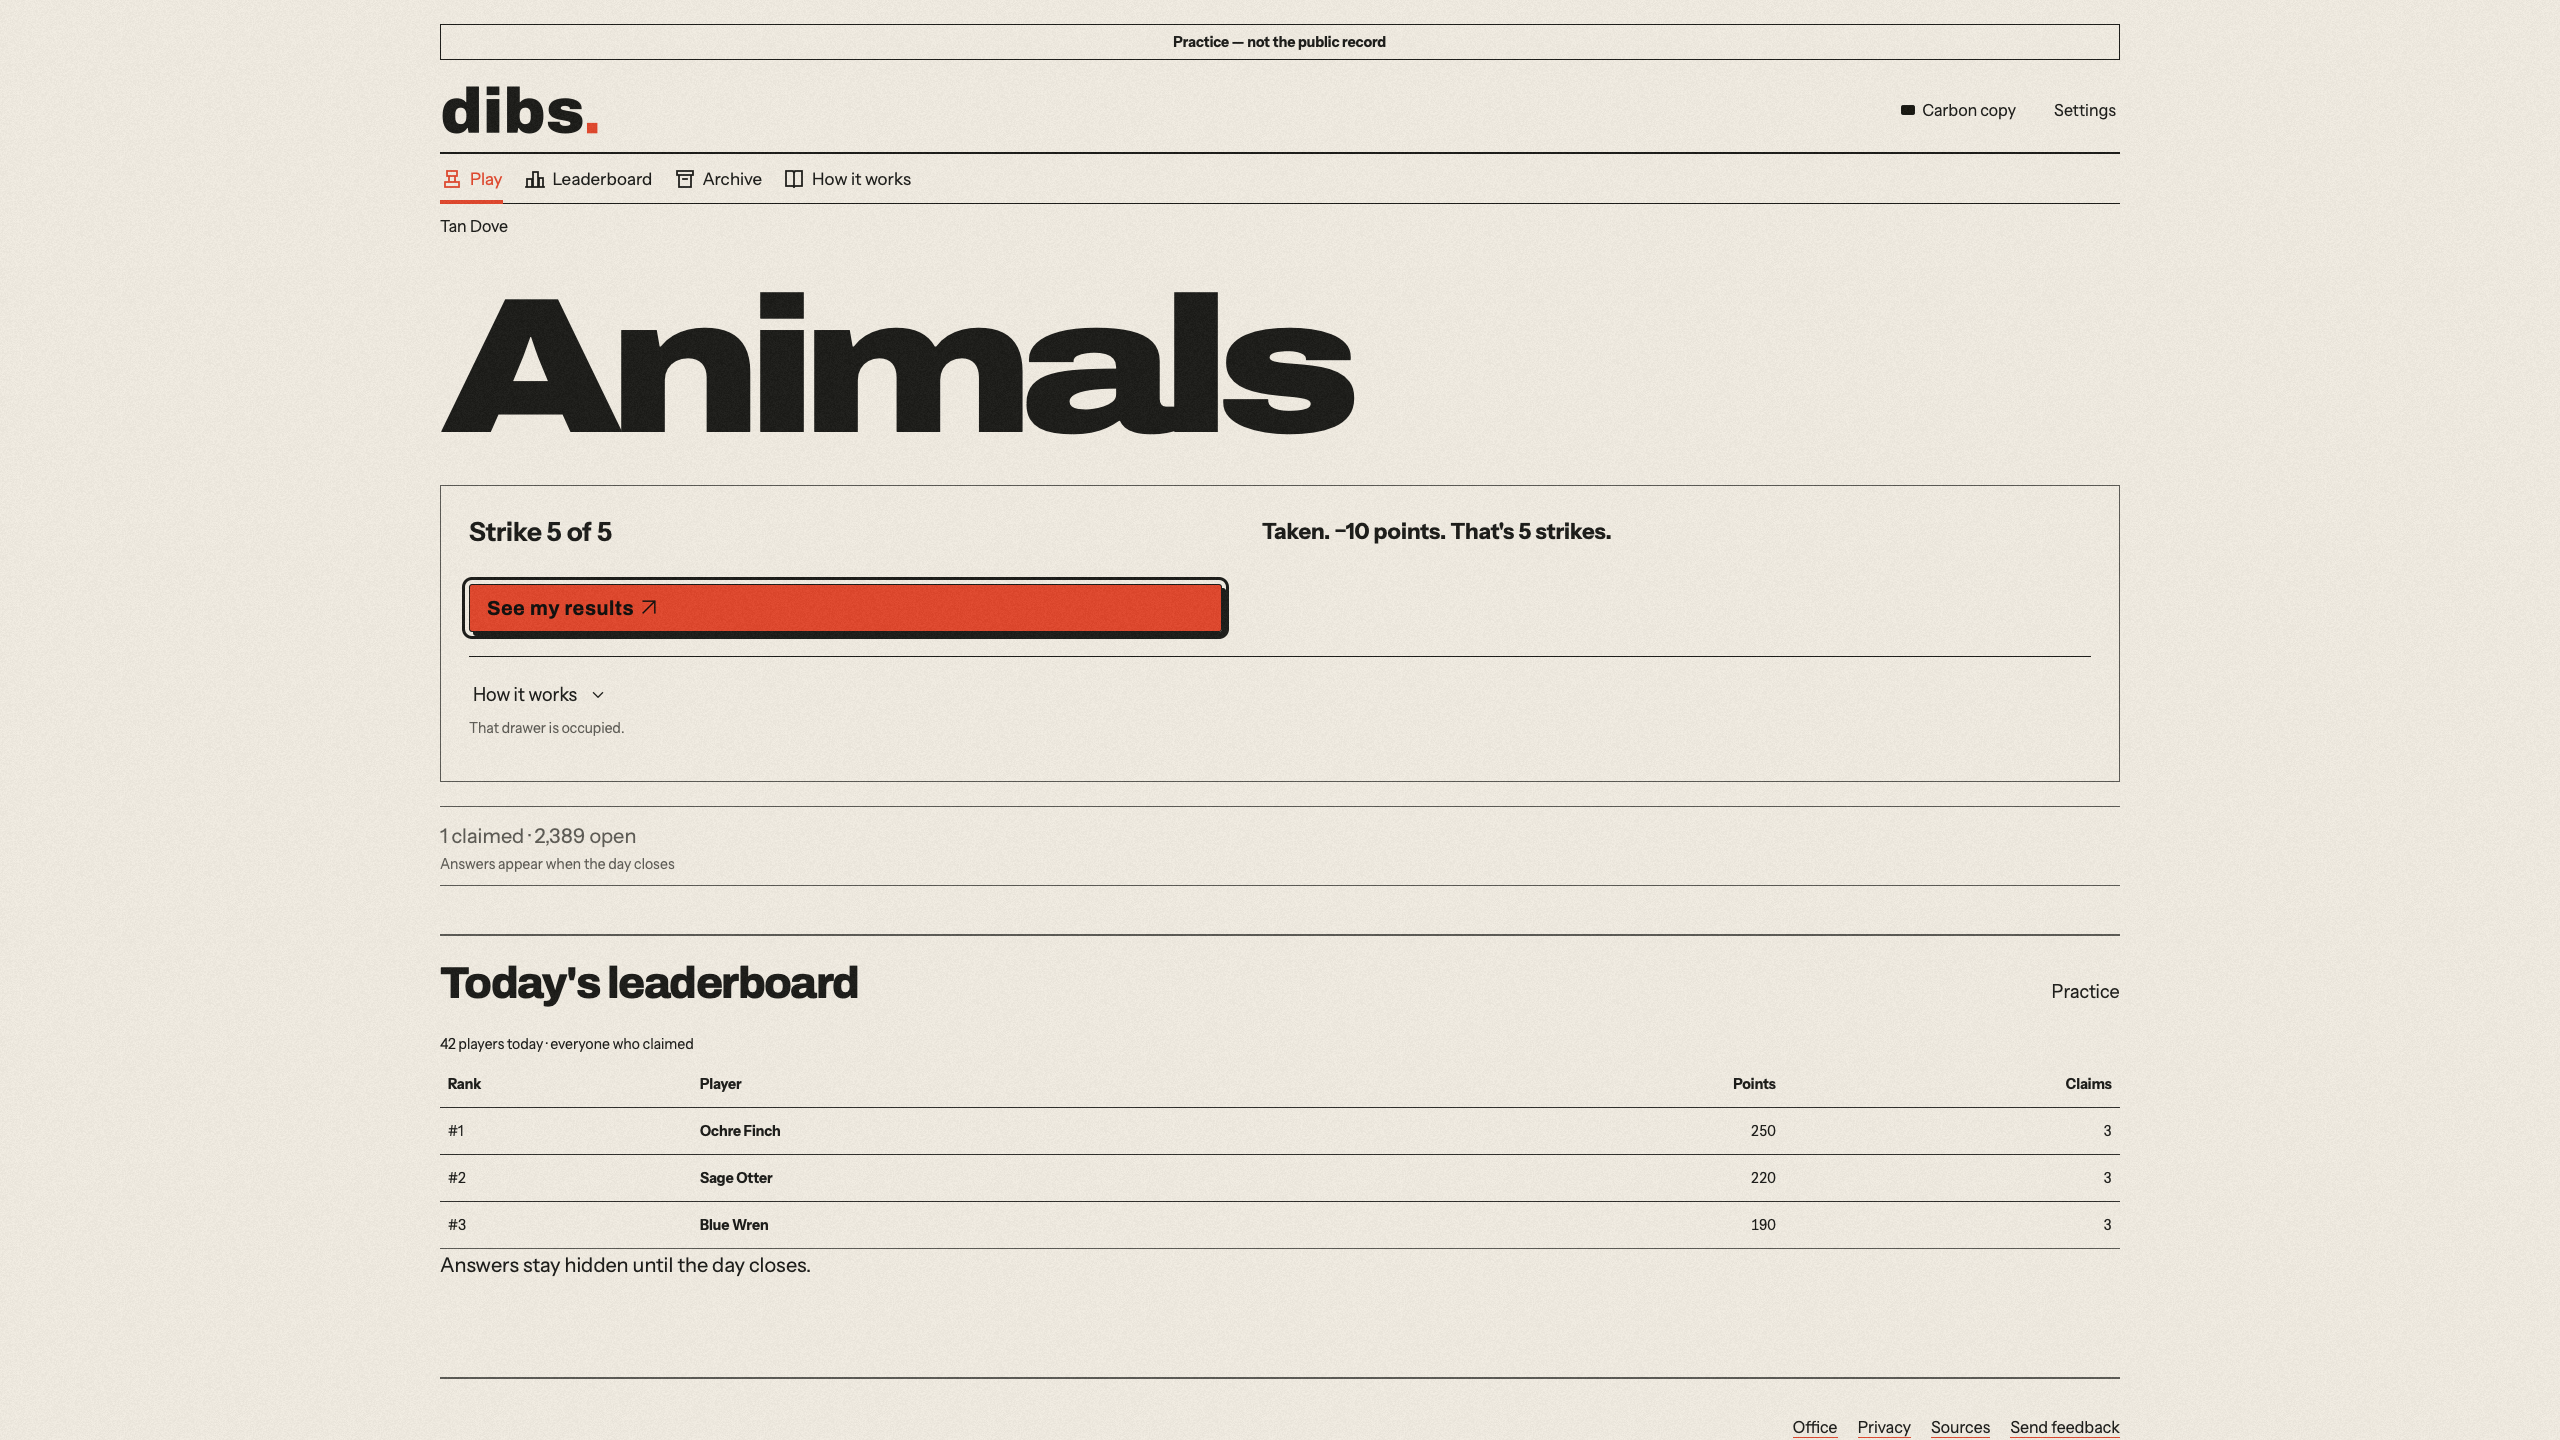 Practice — not the public record
dibs.
Carbon copy Settings
Play Leaderboard Archive How it works
Tan Dove
Animals
Strike 5 of 5
Taken. −10 points. That's 5 strikes.
See my results
How it works
That drawer is occupied.
1 claimed · 2,389 open
Answers appear when the day closes
Today's leaderboard
Practice
42 players today · everyone who claimed
Rank Player Points Claims
#1 Ochre Finch 250 3
#2 Sage Otter 220 3
#3 Blue Wren 190 3
Answers stay hidden until the day closes.
Office Privacy Sources Send feedback